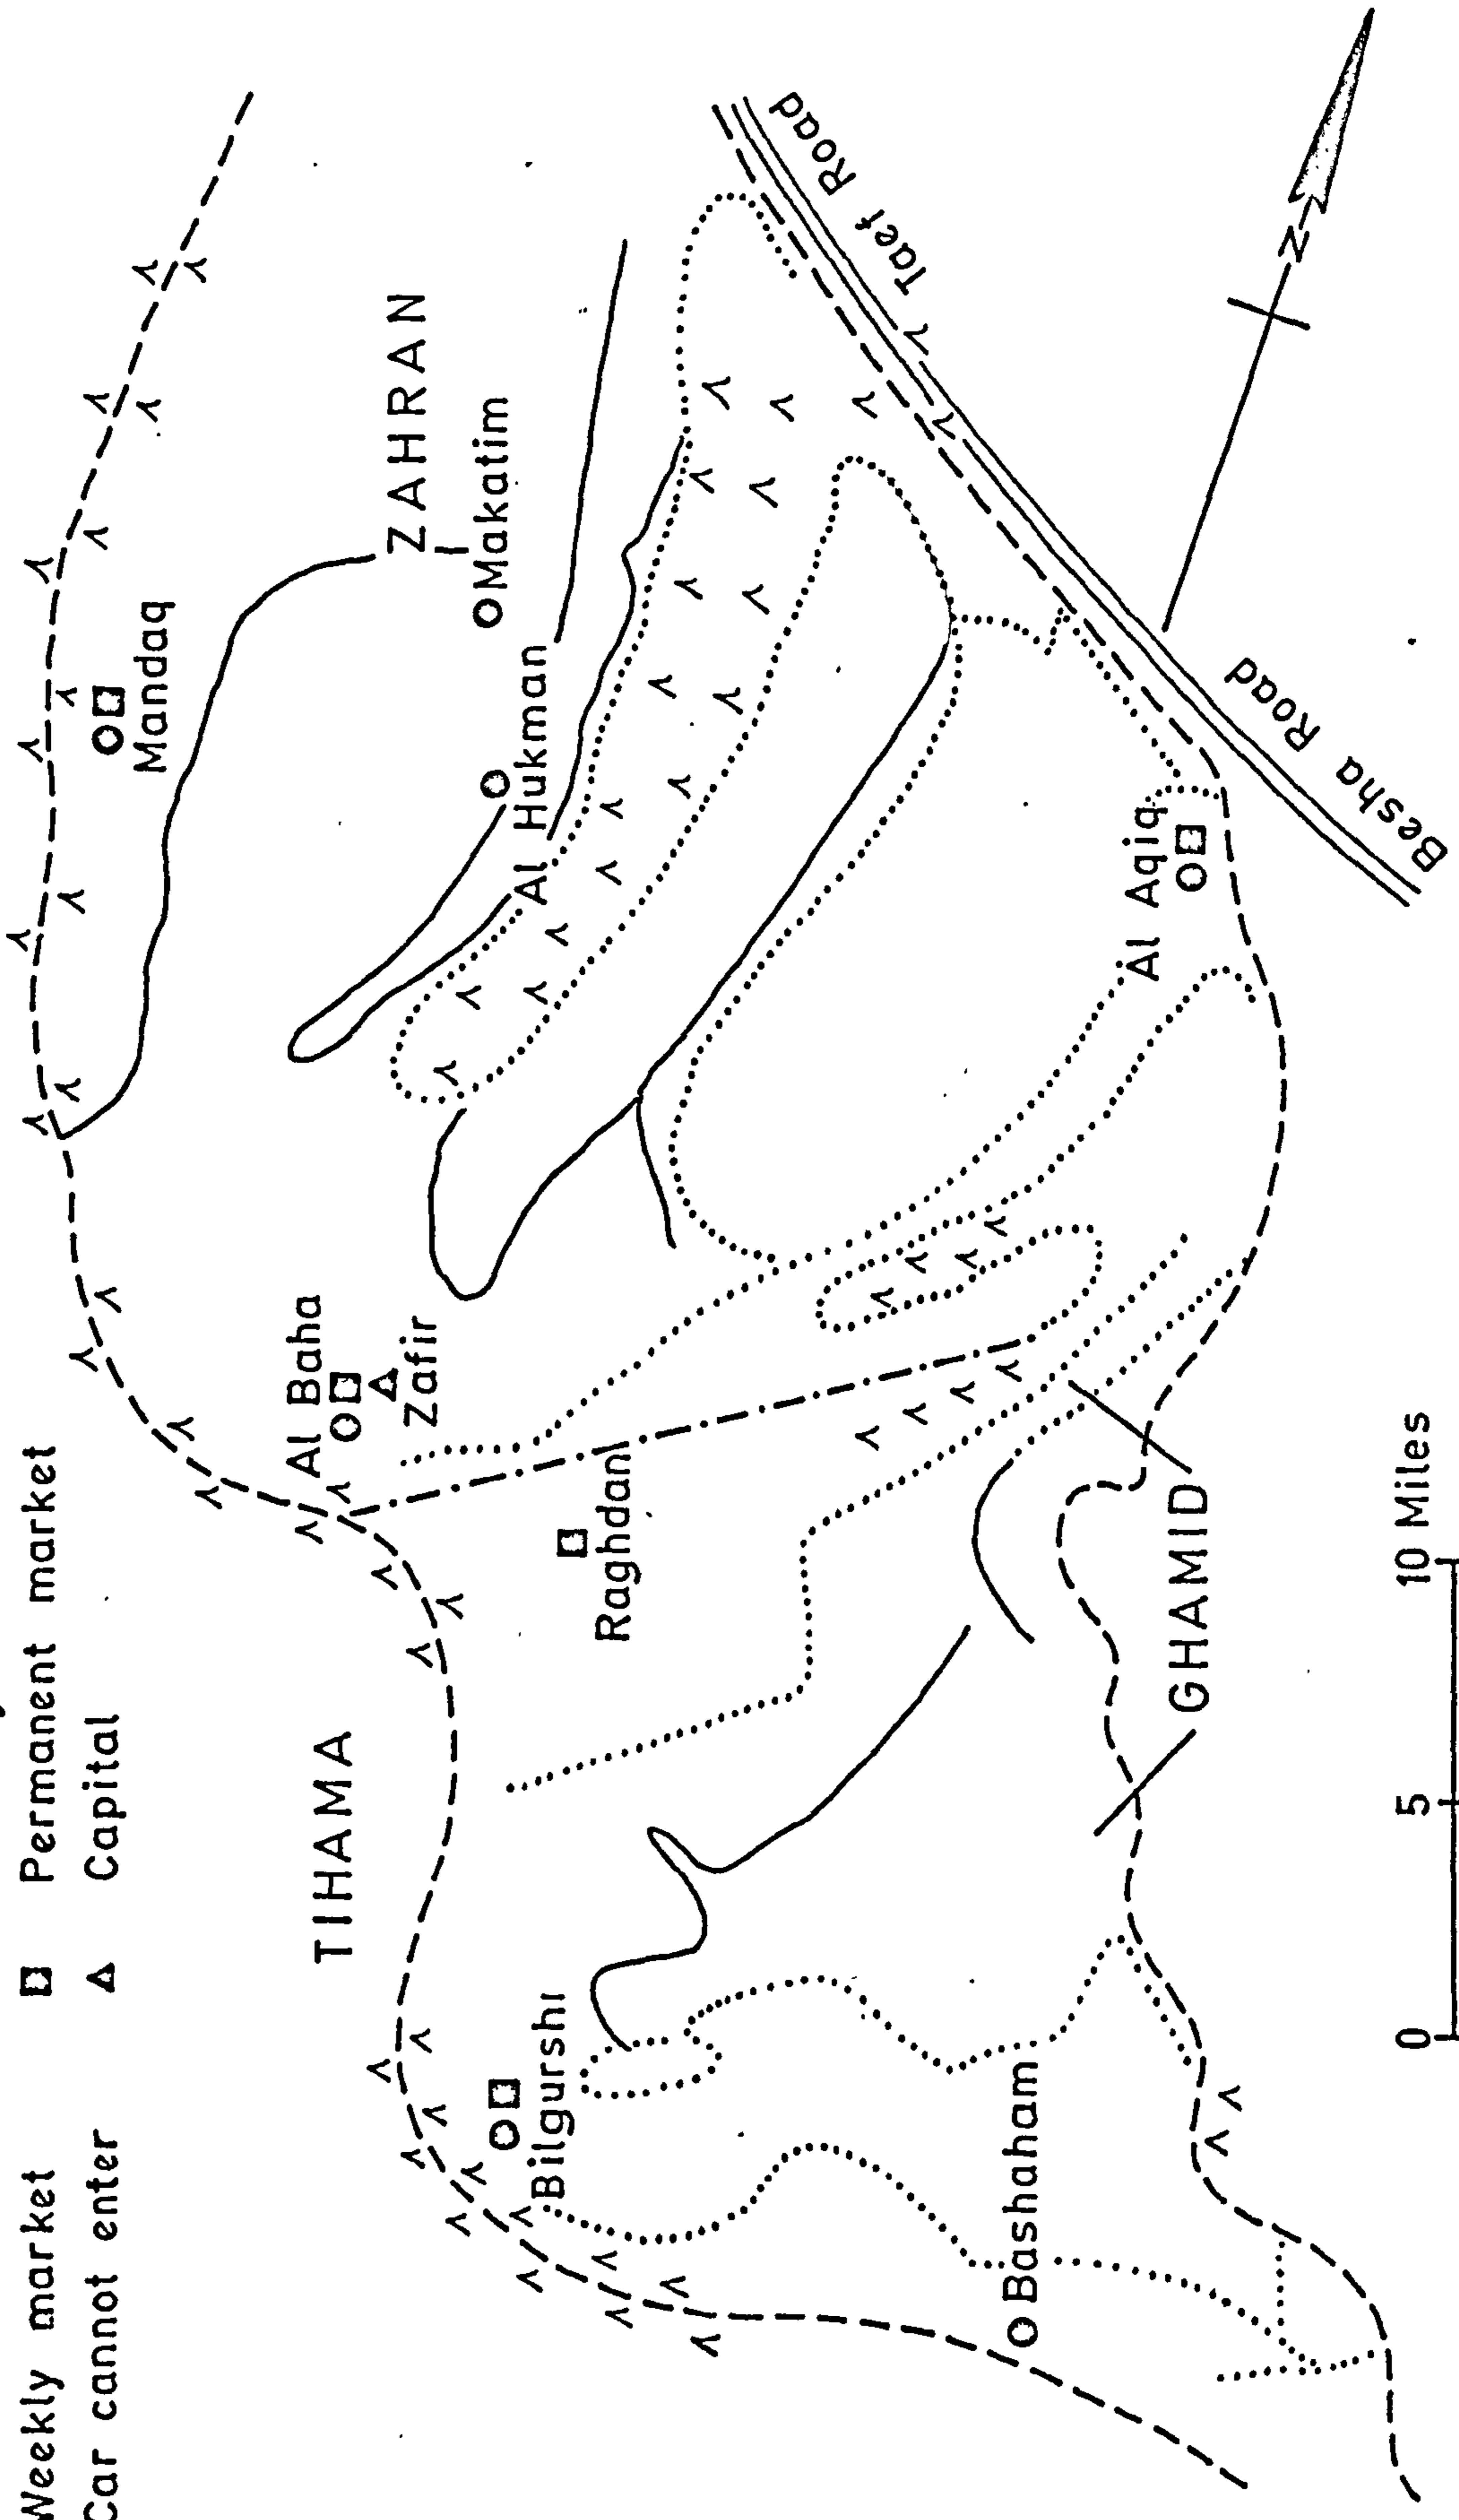 Weekly market
Permanent market
Car cannot enter
Capital
TIHAMA
Mandaq
Al Baha
Zafir
ZAHRAN
Makatim
Al Hukman
Bilgurshi
Raghdan
Taef Road
Bashaham
Al Aqiq
GHAMID
Besha Road
N
0 5 10 Miles